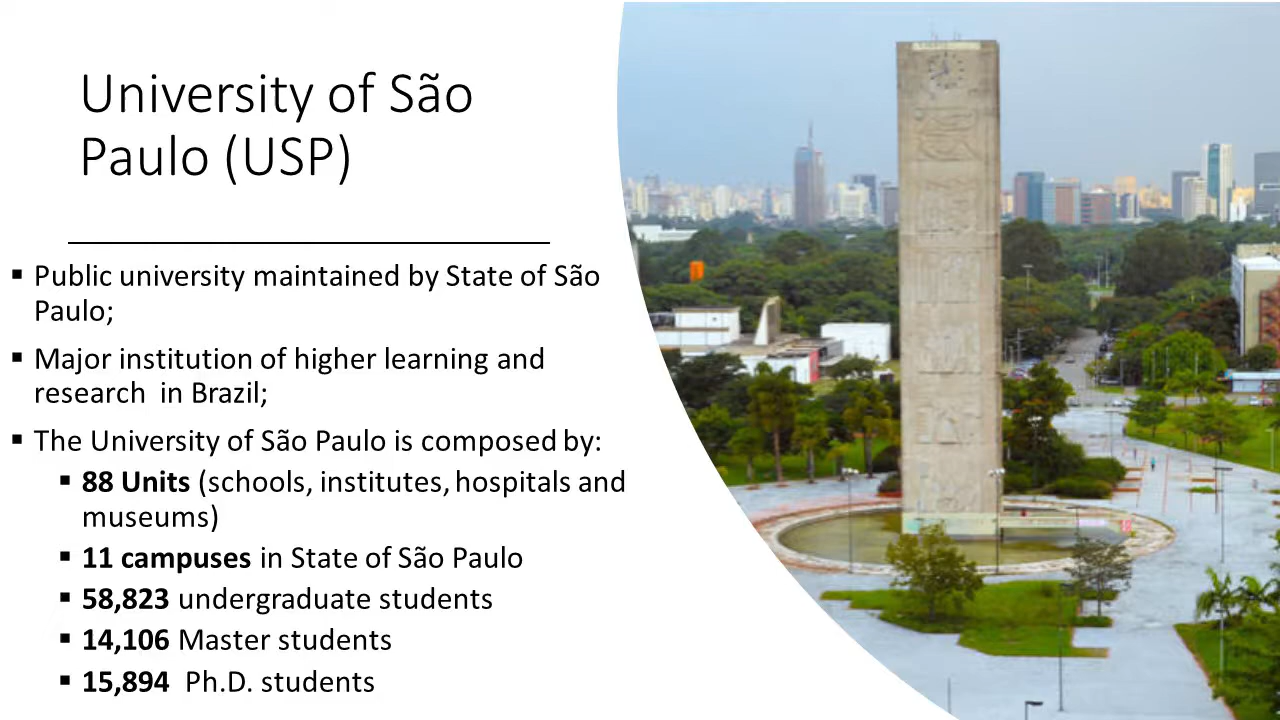 University of São
Paulo (USP)
▪ Public university maintained by State of São
Paulo;
▪ Major institution of higher learning and
research in Brazil;
▪ The University of São Paulo is composed by:
▪ 88 Units (schools, institutes, hospitals and
museums)
▪ 11 campuses in State of São Paulo
▪ 58,823 undergraduate students
▪ 14,106 Master students
▪ 15,894 Ph.D. students